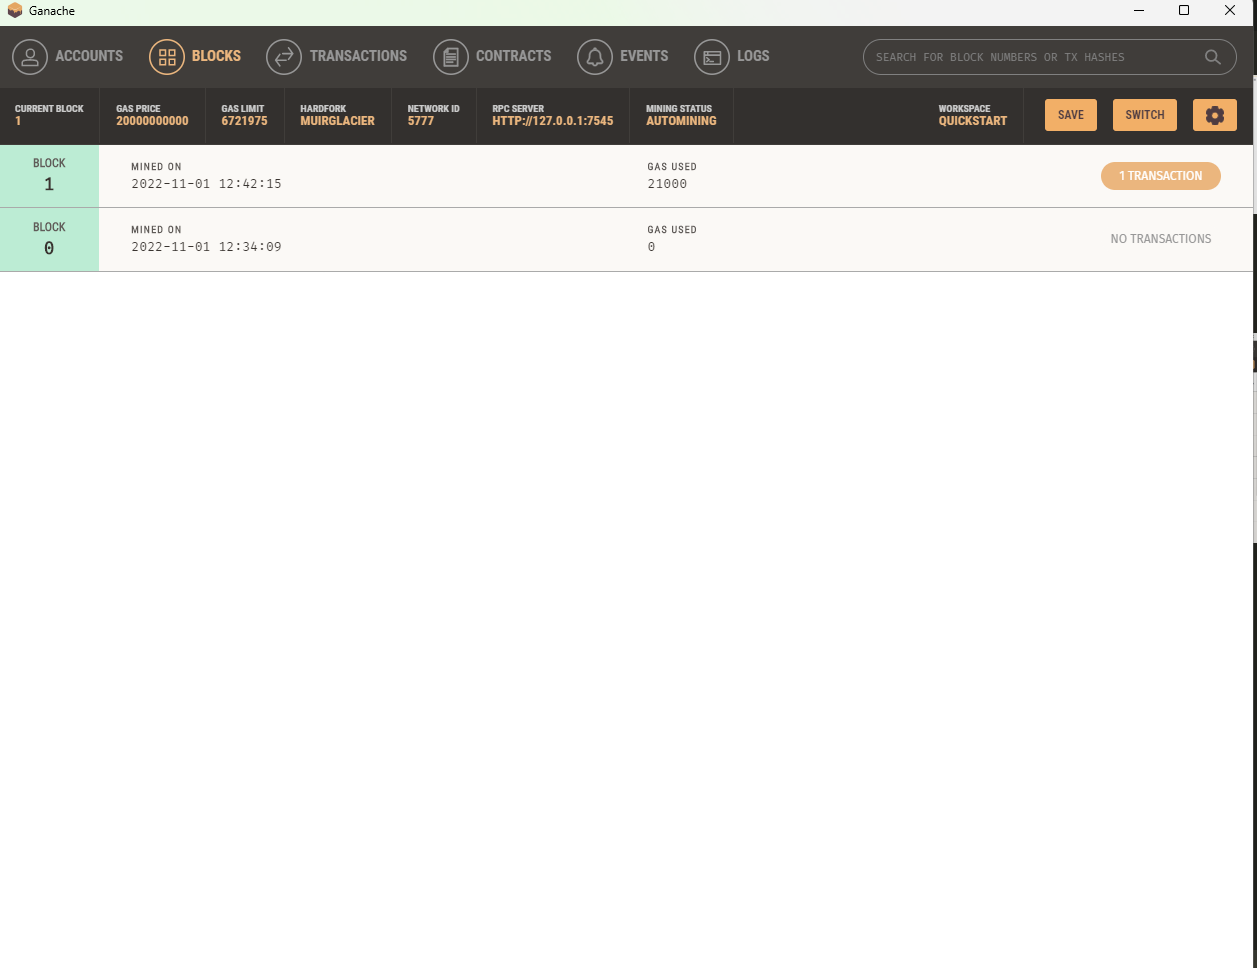 Ganache
ACCOUNTS BLOCKS TRANSACTIONS CONTRACTS EVENTS LOGS SEARCH FOR BLOCK NUMBERS OR TX HASHES
CURRENT BLOCK GAS PRICE GAS LIMIT HARDFORK NETWORK ID RPC SERVER MINING STATUS WORKSPACE
1 20000000000 6721975 MUIRGLACIER 5777 HTTP://127.0.0.1:7545 AUTOMINING QUICKSTART SAVE SWITCH
BLOCK MINED ON GAS USED
1 2022-11-01 12:42:15 21000 1 TRANSACTION
BLOCK MINED ON GAS USED
0 2022-11-01 12:34:09 0 NO TRANSACTIONS